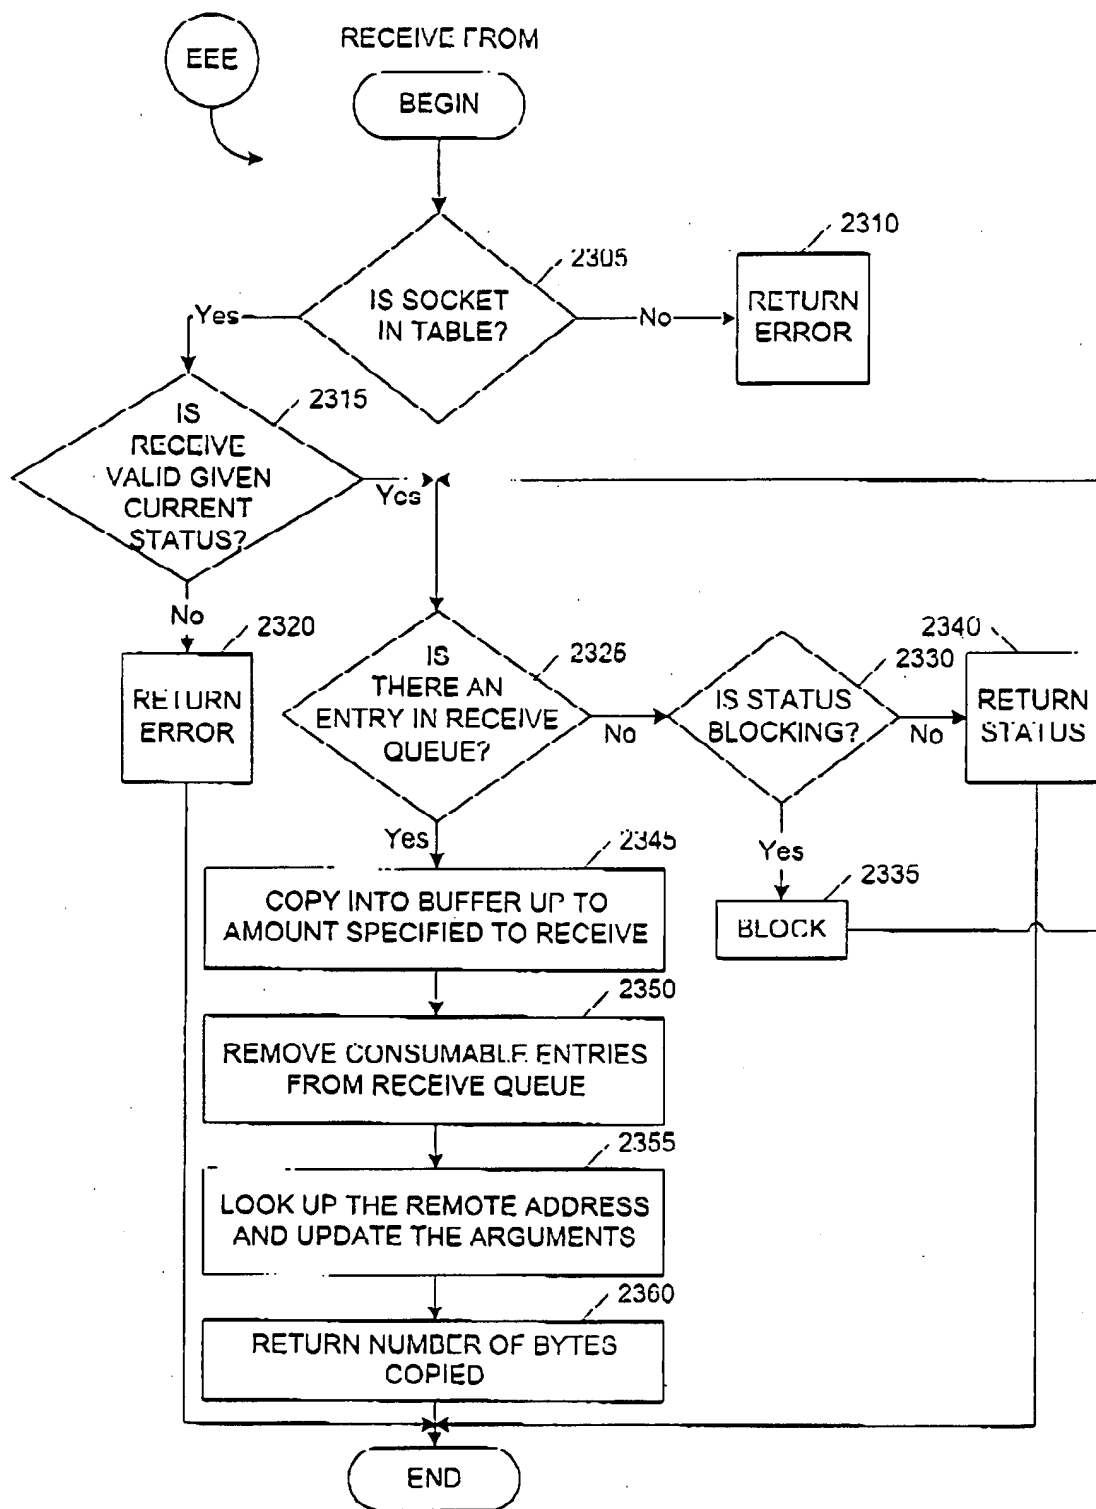 EEE
RECEIVE FROM
BEGIN
2305
2310
IS SOCKET
IN TABLE?
Yes
No
RETURN
ERROR
2315
IS
RECEIVE
VALID GIVEN
CURRENT
STATUS?
Yes
No
2320
RETURN
ERROR
2325
IS
THERE AN
ENTRY IN RECEIVE
QUEUE?
No
2330
IS STATUS
BLOCKING?
No
2340
RETURN
STATUS
Yes
Yes
2345
2335
COPY INTO BUFFER UP TO
AMOUNT SPECIFIED TO RECEIVE
BLOCK
2350
REMOVE CONSUMABLE ENTRIES
FROM RECEIVE QUEUE
2355
LOOK UP THE REMOTE ADDRESS
AND UPDATE THE ARGUMENTS
2360
RETURN NUMBER OF BYTES
COPIED
END